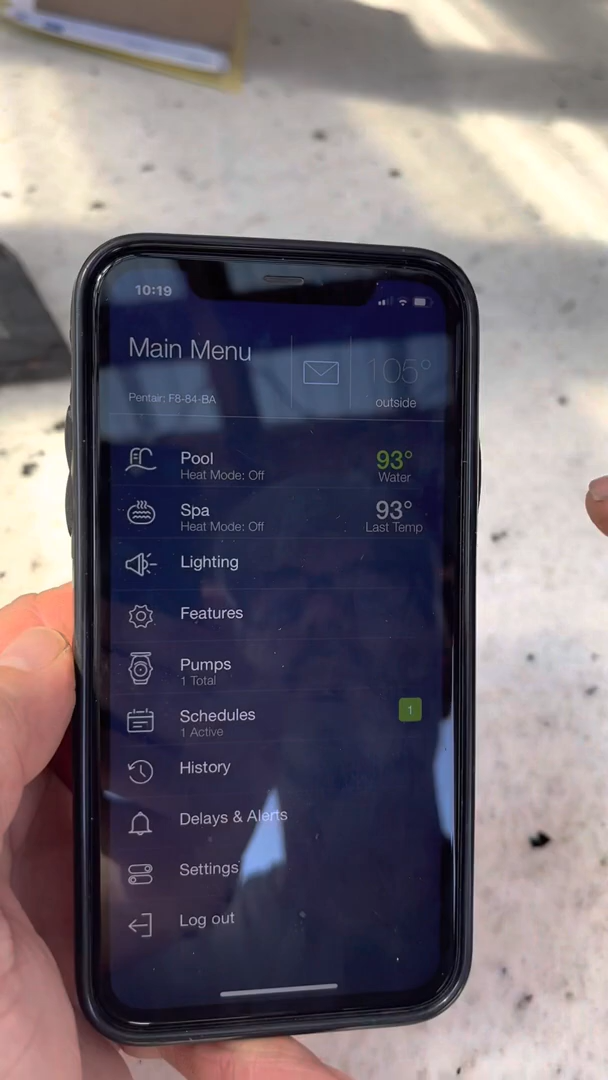 10:19
Main Menu
105°
Pentair: F8-84-BA
outside
Pool
93°
Heat Mode: Off
Water
Spa
93°
Heat Mode: Off
Last Temp
Lighting
Features
Pumps
1 Total
Schedules
1
1 Active
History
Delays & Alerts
Settings
Log out